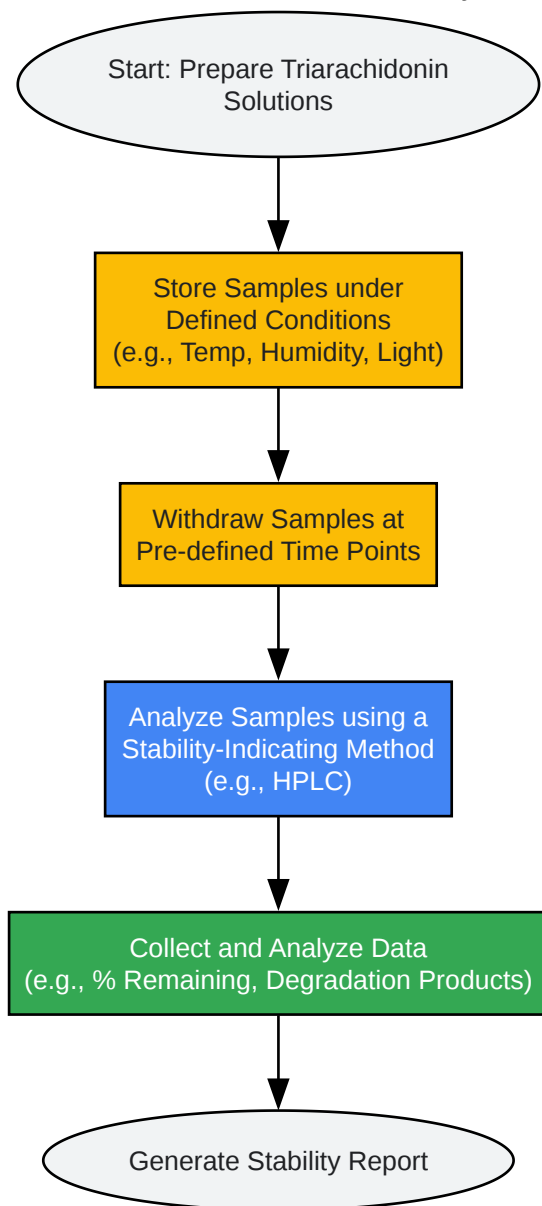 Start: Prepare Triarachidonin
Solutions
Store Samples under
Defined Conditions
(e.g., Temp, Humidity, Light)
Withdraw Samples at
Pre-defined Time Points
Analyze Samples using a
Stability-Indicating Method
(e.g., HPLC)
Collect and Analyze Data
(e.g., % Remaining, Degradation Products)
Generate Stability Report